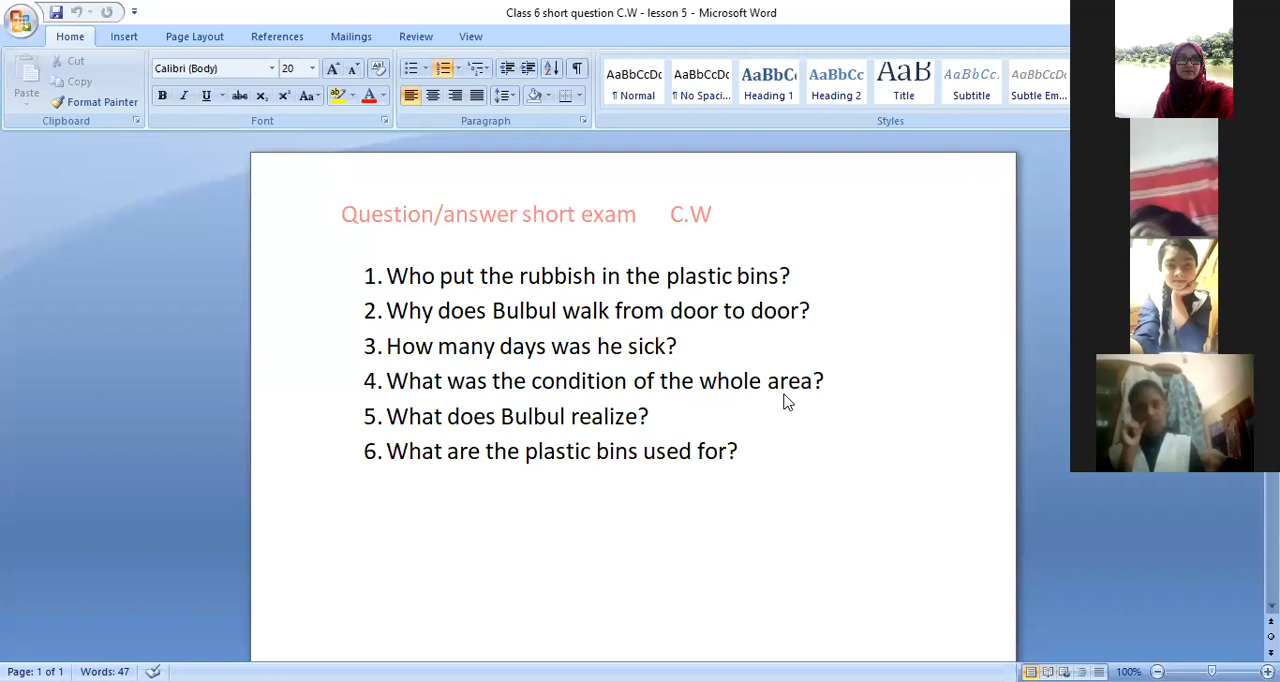 Class 6 short question C.W - lesson 5 - Microsoft Word
Home Insert Page Layout References Mailings Review View
Cut
Copy
Paste
Format Painter
Calibri (Body) 20
AaBbCcDc AaBbCcDc AaBbC AaBbCc AaB AaBbCc. AaBbCcDc
¶ Normal ¶ No Spaci... Heading 1 Heading 2 Title Subtitle Subtle Em...
Clipboard Font Paragraph Styles
Question/answer short exam C.W
1. Who put the rubbish in the plastic bins?
2. Why does Bulbul walk from door to door?
3. How many days was he sick?
4. What was the condition of the whole area?
5. What does Bulbul realize?
6. What are the plastic bins used for?
Page: 1 of 1 Words: 47 100%